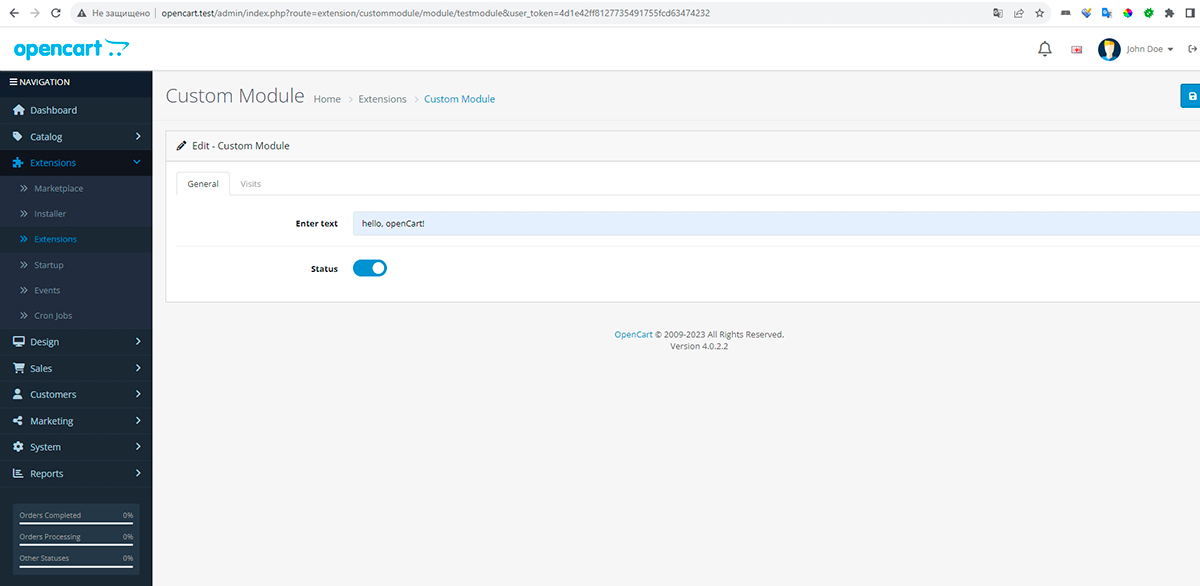 Не защищено | opencart.test/admin/index.php?route=extension/custommodule/module/testmodule&user_token=4d1e42ff8127735491755fcd63474232
opencart
John Doe
NAVIGATION
Dashboard
Catalog
Extensions
Marketplace
Installer
Extensions
Startup
Events
Cron Jobs
Design
Sales
Customers
Marketing
System
Reports
Orders Completed 0%
Orders Processing 0%
Other Statuses 0%
Custom Module Home > Extensions > Custom Module
Edit - Custom Module
General Visits
Enter text hello, openCart!
Status
OpenCart © 2009-2023 All Rights Reserved.
Version 4.0.2.2